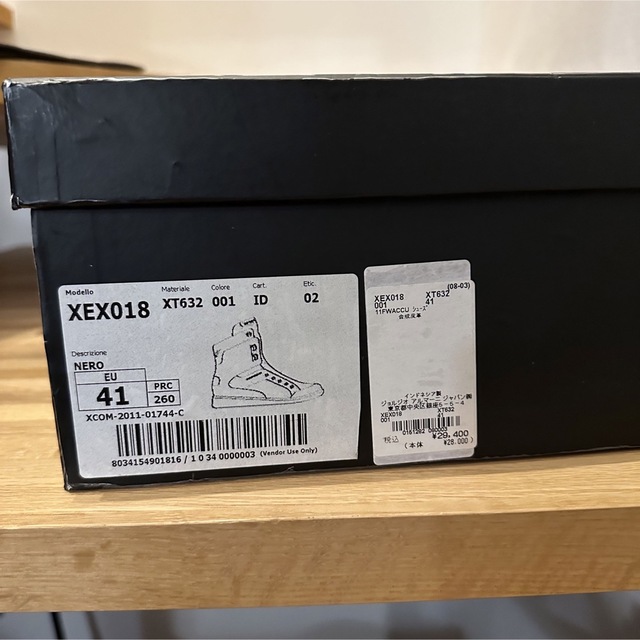 Modello Materiale Colore Cart. Etic.
XEX018 XT632 001 ID 02
Descrizione
NERO
EU
41
PRC
260
XCOM-2011-01744-C
8034154901816 / 1 0 34 0000003 (Vendor Use Only)
(08-03)
XEX018 XT632
001 41
11FWACCU シューズ
合成皮革
インドネシア製
ジョルジオ アルマーニ ジャパン㈱
東京都中央区銀座5-5-4
XEX018 XT632
001 41
0161282 080003
税込 ¥29,400
(本体 ¥28,000)